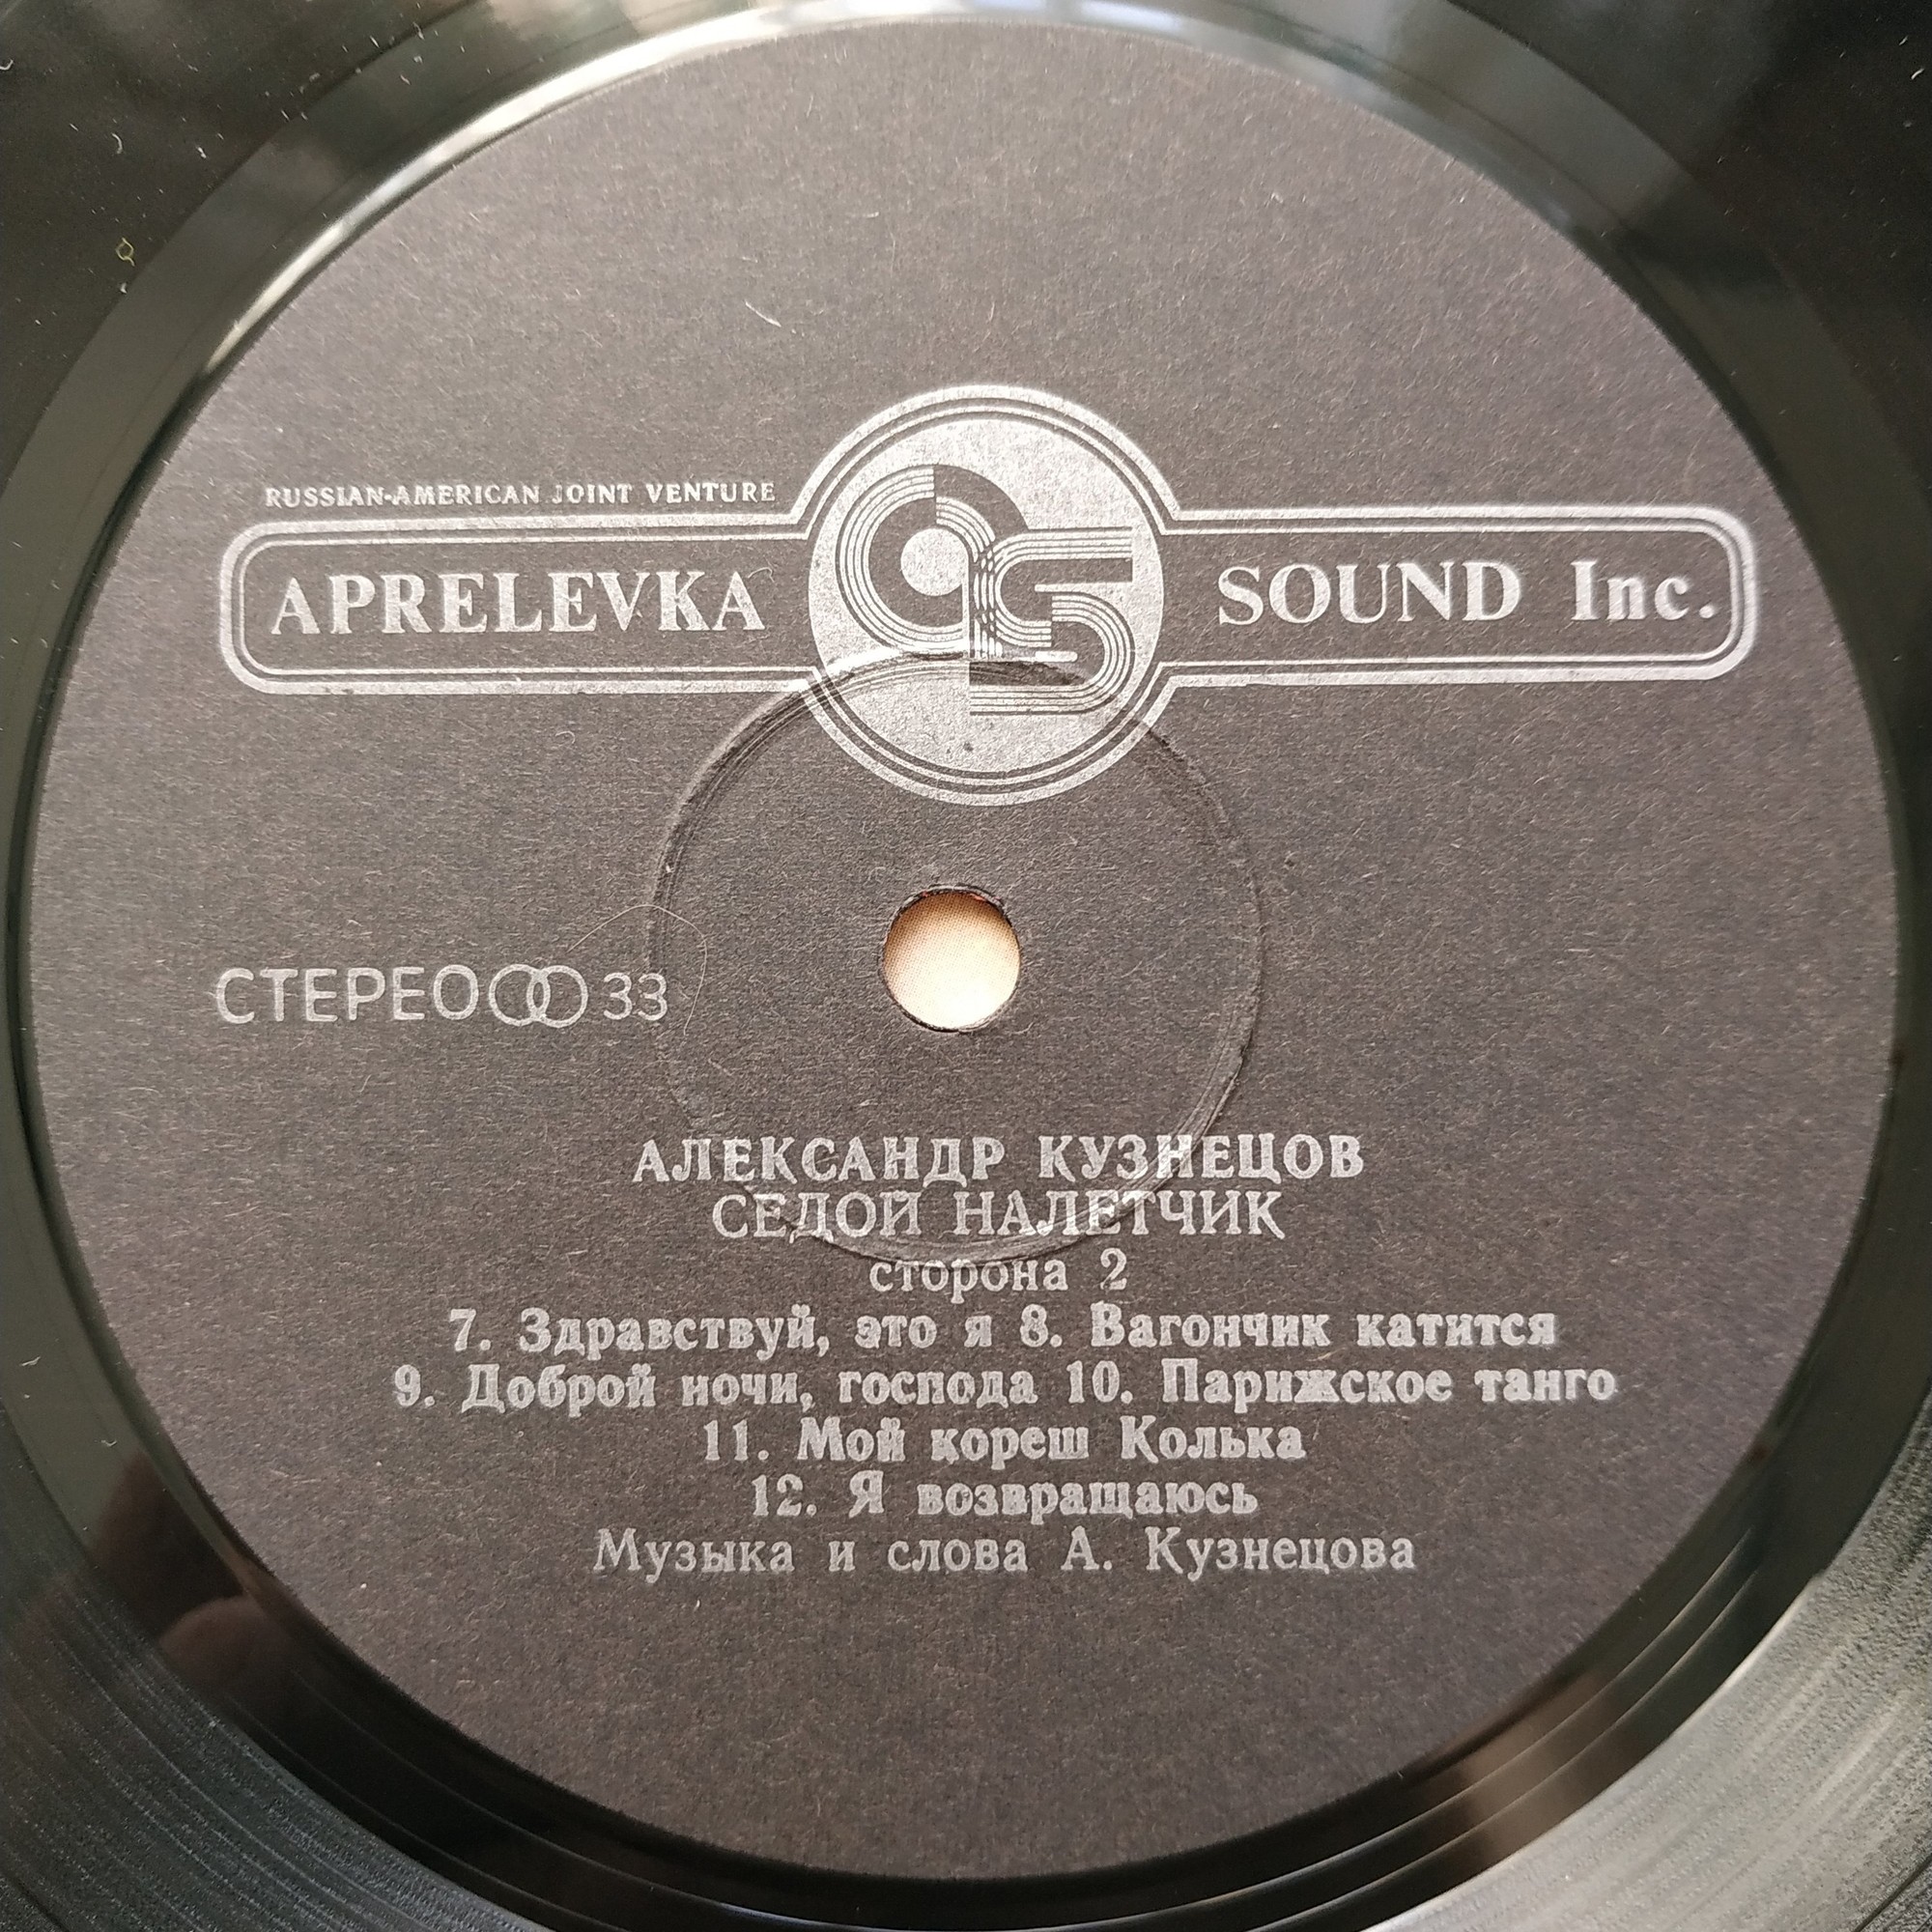 RUSSIAN-AMERICAN JOINT VENTURE
APRELEVKA SOUND Inc.
СТЕРЕО 33
АЛЕКСАНДР КУЗНЕЦОВ
СЕДОЙ НАЛЕТЧИК
сторона 2
7. Здравствуй, это я 8. Вагончик катится
9. Доброй ночи, господа 10. Парижское танго
11. Мой кореш Колька
12. Я возвращаюсь
Музыка и слова А. Кузнецова